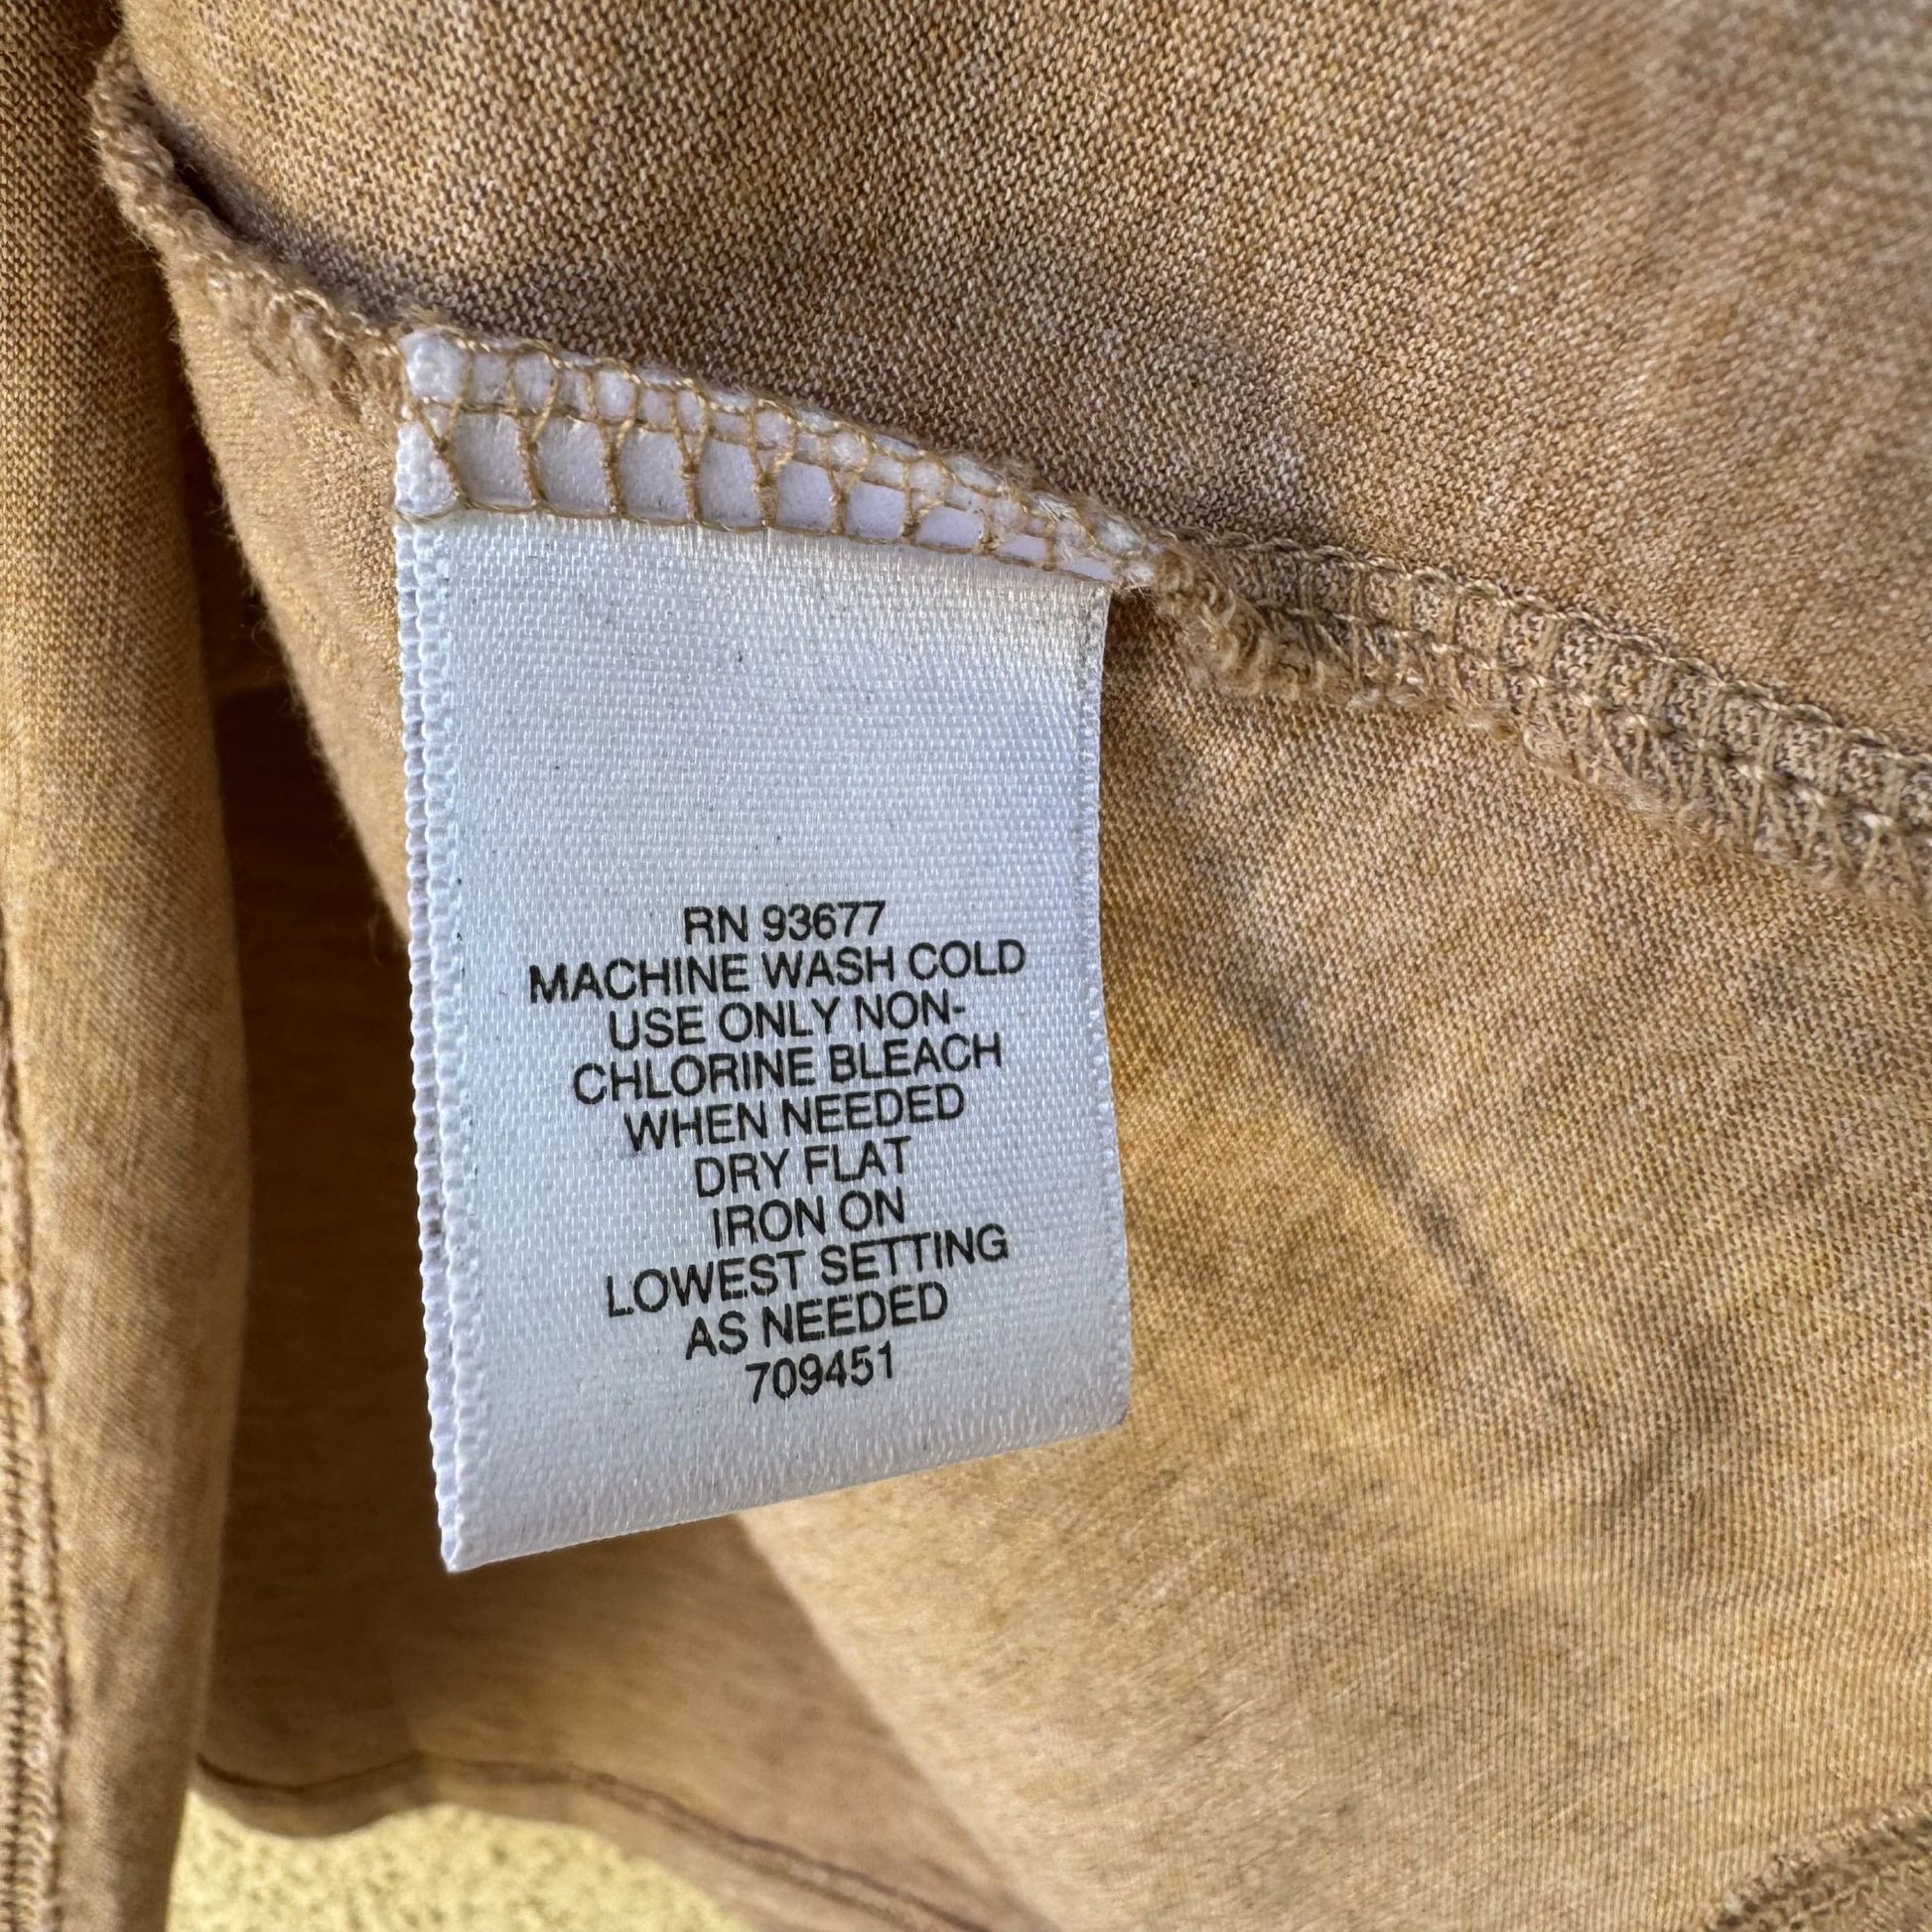 RN 93677
MACHINE WASH COLD
USE ONLY NON-
CHLORINE BLEACH
WHEN NEEDED
DRY FLAT
IRON ON
LOWEST SETTING
AS NEEDED
709451